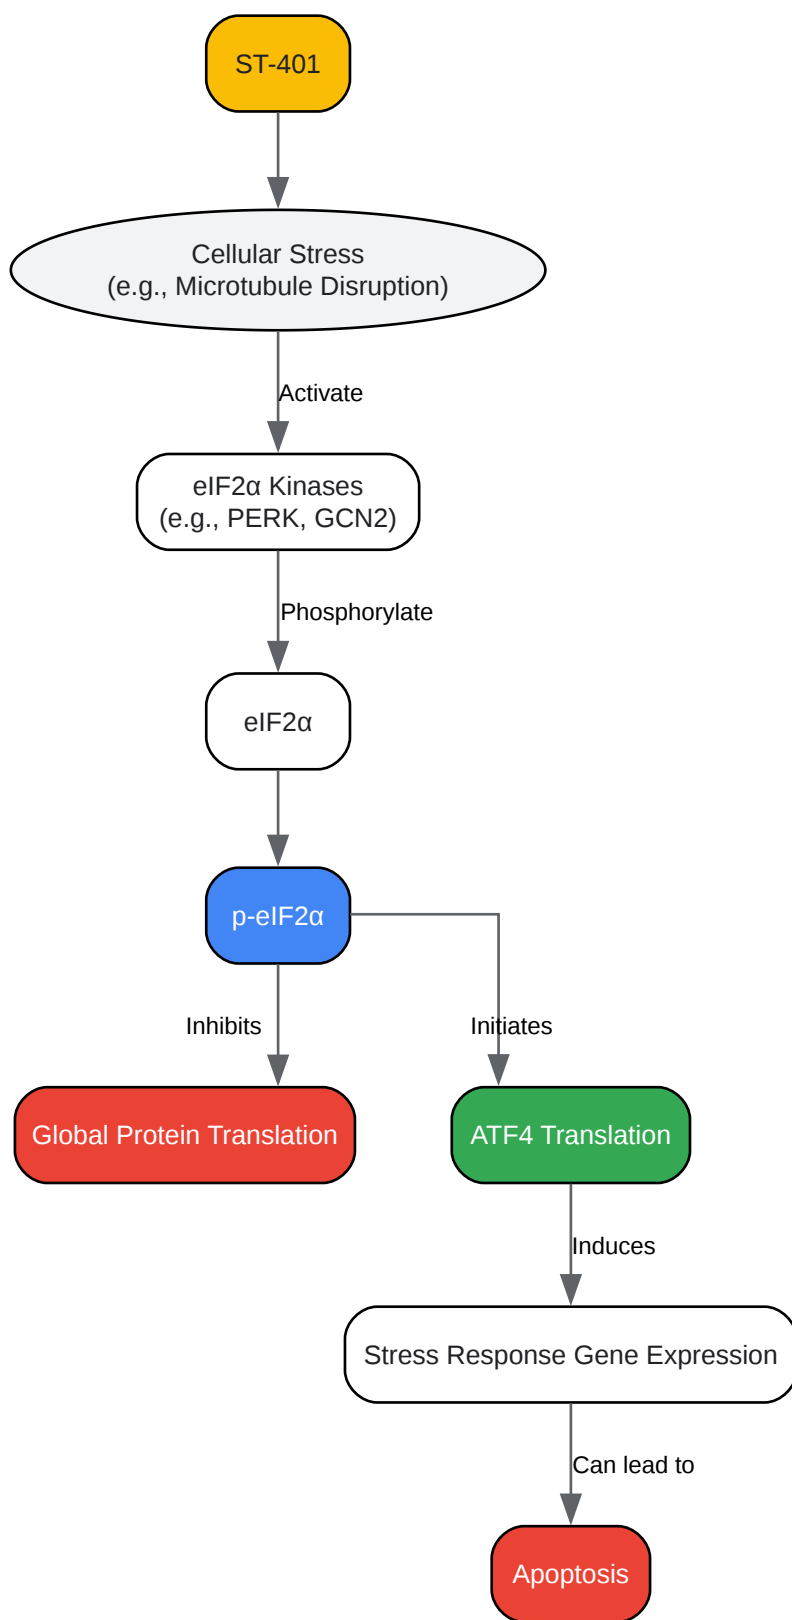 ST-401
Cellular Stress
(e.g., Microtubule Disruption)
Activate
eIF2α Kinases
(e.g., PERK, GCN2)
Phosphorylate
eIF2α
p-eIF2α
Inhibits
Initiates
Global Protein Translation
ATF4 Translation
Induces
Stress Response Gene Expression
Can lead to
Apoptosis